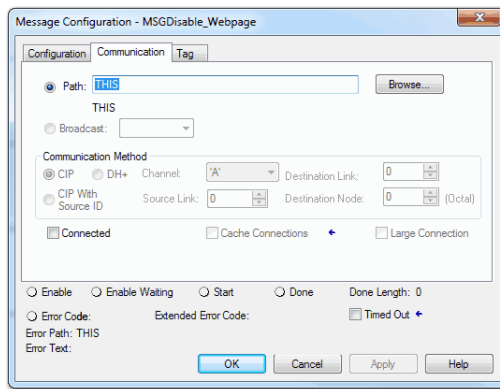 Message Configuration - MSGDisable_Webpage
Configuration Communication Tag
Path: THIS Browse...
THIS
Broadcast:
Communication Method
CIP DH+ Channel: 'A' Destination Link: 0
CIP With Source ID Source Link: 0 Destination Node: 0 (Octal)
Connected Cache Connections Large Connection
Enable Enable Waiting Start Done Done Length: 0
Error Code: Extended Error Code: Timed Out
Error Path: THIS
Error Text:
OK Cancel Apply Help